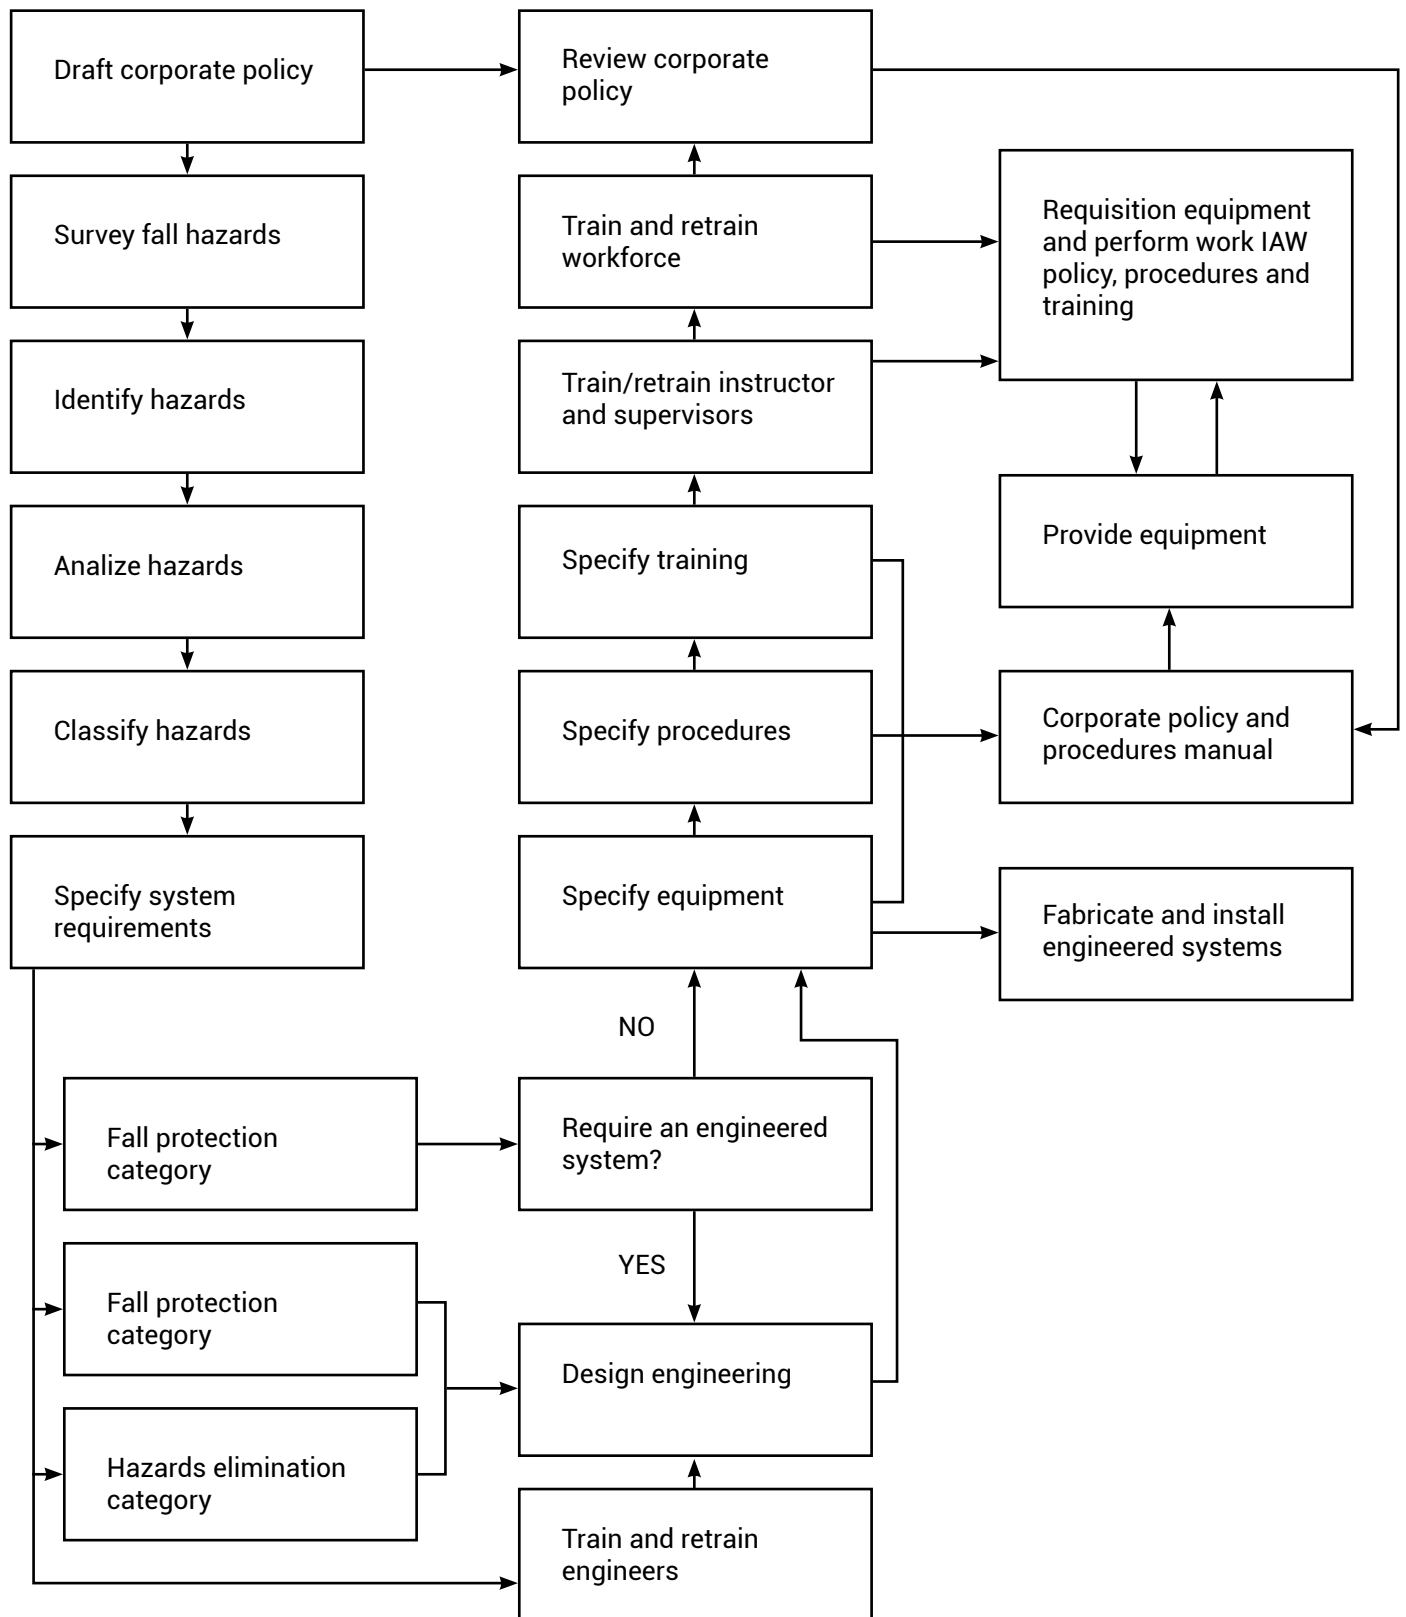 Draft corporate policy
Survey fall hazards
Identify hazards
Analize hazards
Classify hazards
Specify system
requirements
Fall protection
category
Fall protection
category
Hazards elimination
category
Review corporate
policy
Train and retrain
workforce
Train/retrain instructor
and supervisors
Specify training
Specify procedures
Specify equipment
NO
Require an engineered
system?
YES
Design engineering
Train and retrain
engineers
Requisition equipment
and perform work IAW
policy, procedures and
training
Provide equipment
Corporate policy and
procedures manual
Fabricate and install
engineered systems